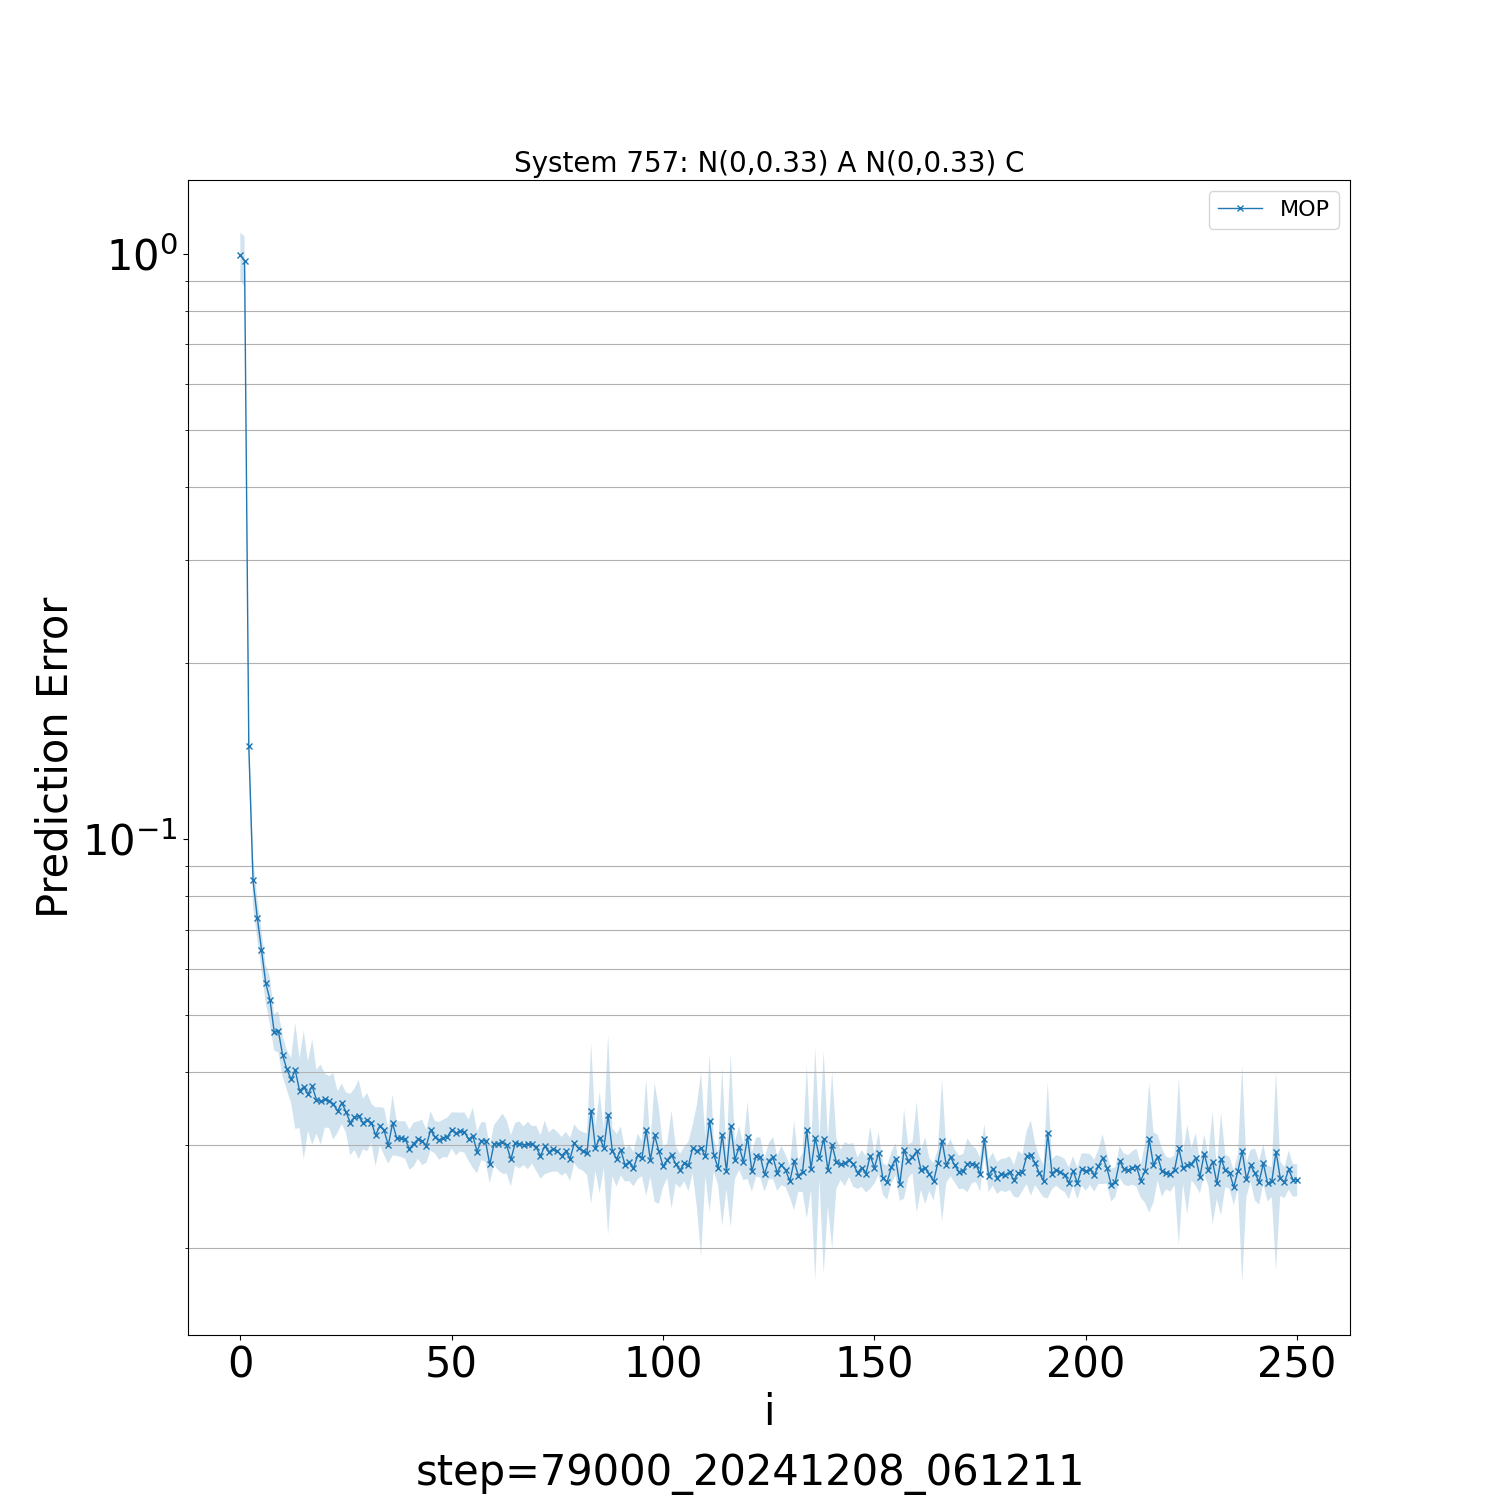 System 757: N(0,0.33) A N(0,0.33) C
MOP
10⁰
10⁻¹
Prediction Error
0 50 100 150 200 250
i
step=79000_20241208_061211